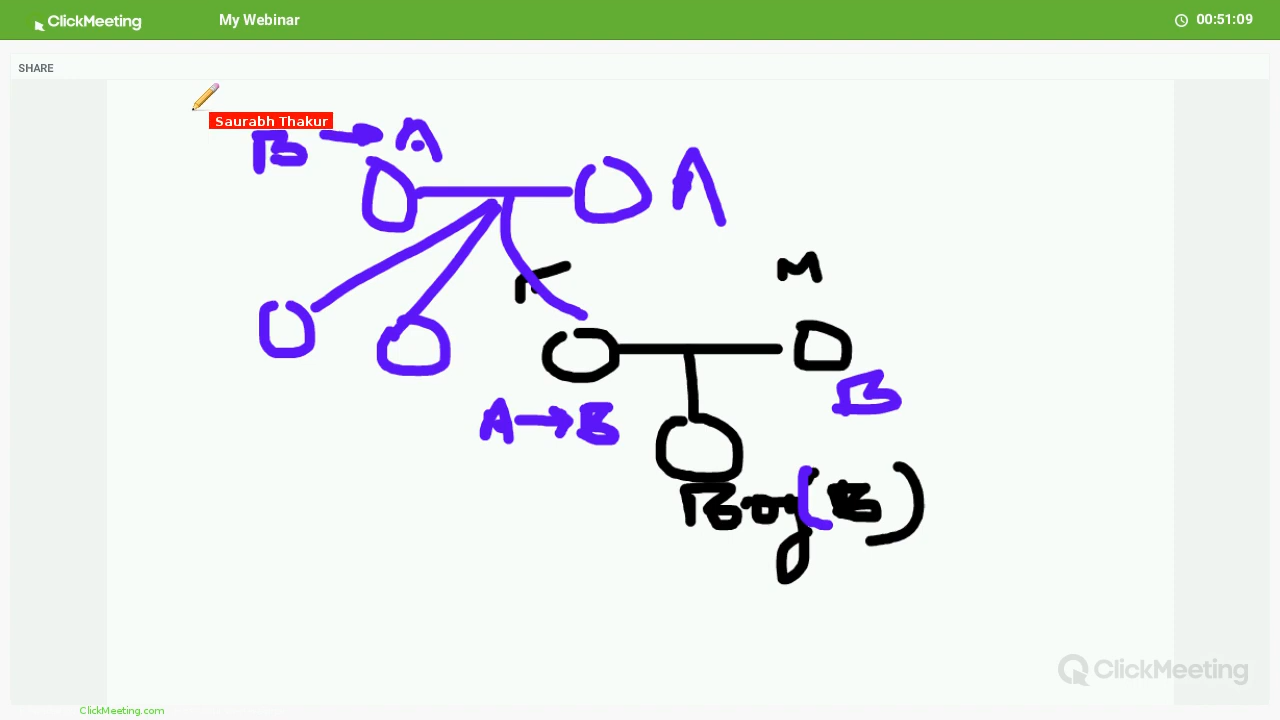 ClickMeeting My Webinar 00:51:09
SHARE
Saurabh Thakur
B → A
A
M
B
A → B
Boy (B)
ClickMeeting
ClickMeeting.com